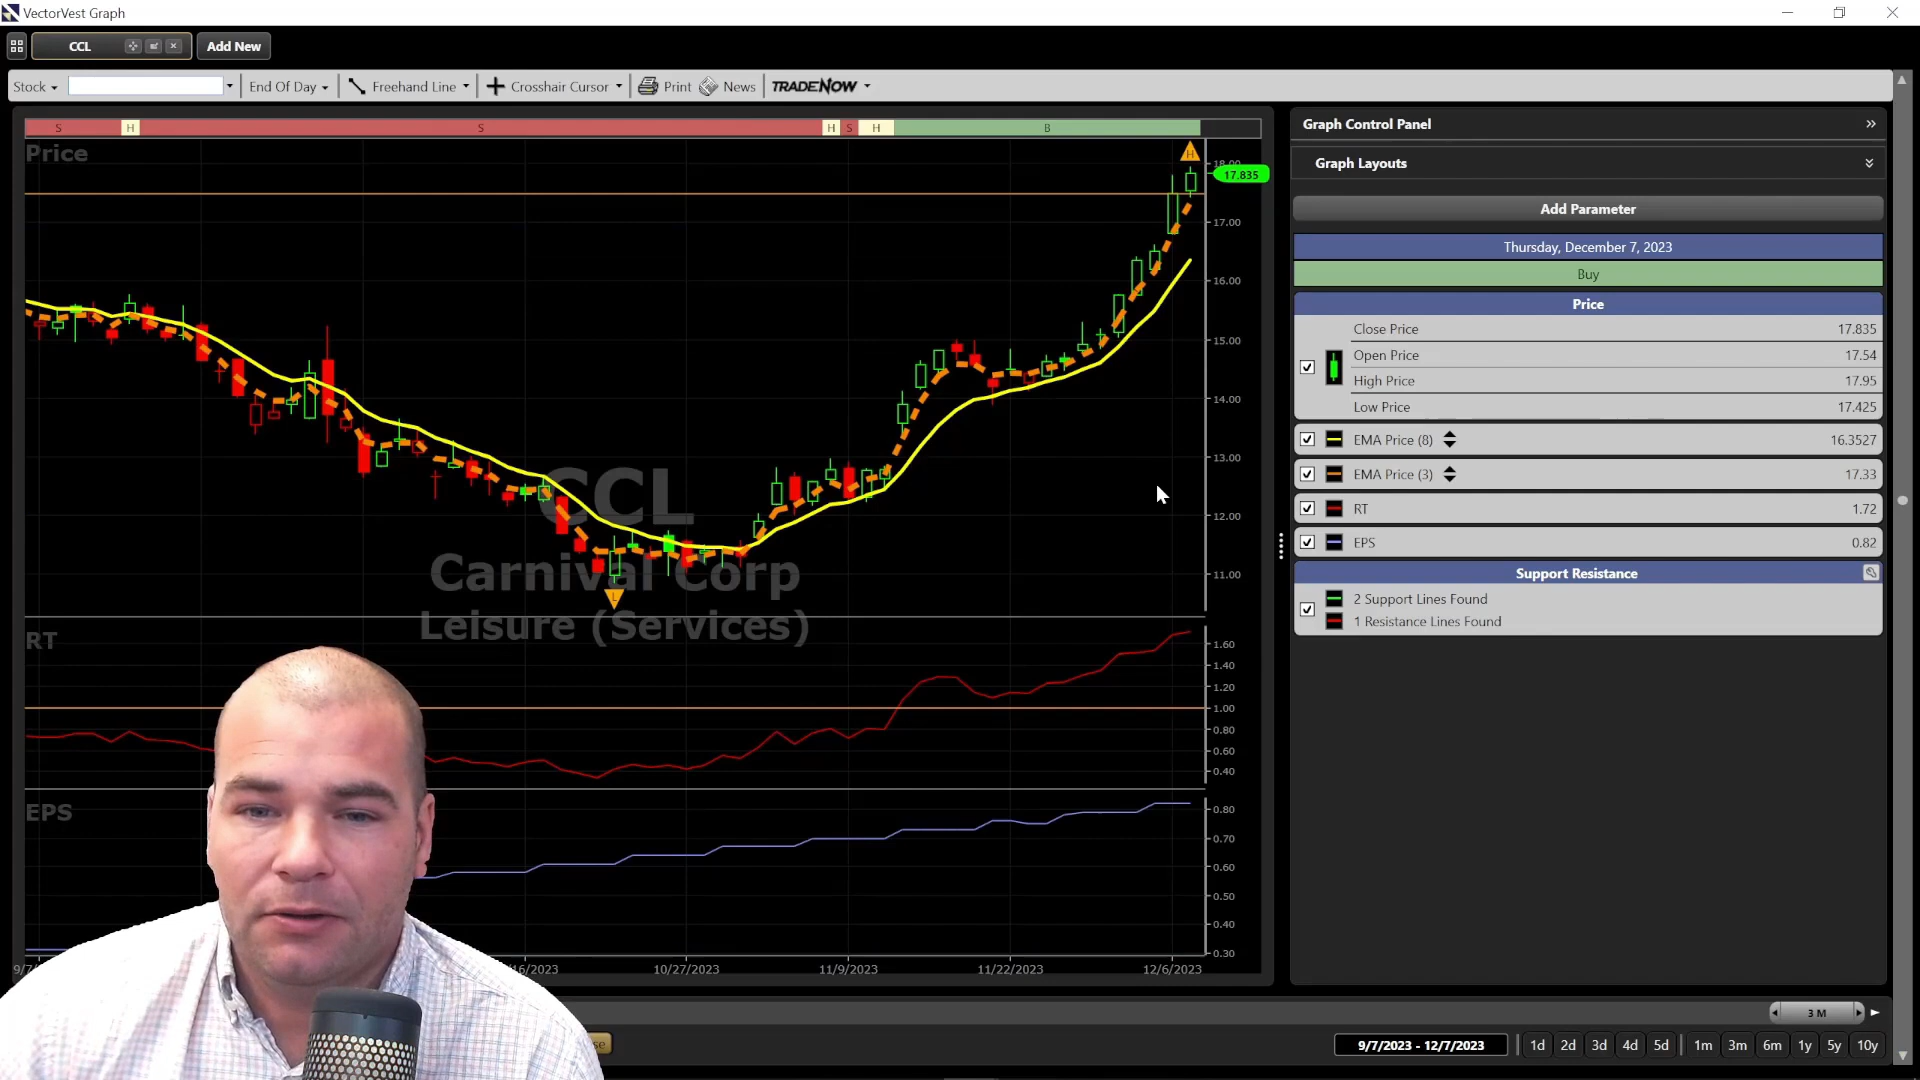 VectorVest Graph
CCL
Add New
Stock
End Of Day
Freehand Line
Crosshair Cursor
Print
News
TRADENOW
S H S H S H B
Price
H
18.00
17.835
17.00
16.00
15.00
14.00
13.00
12.00
11.00
CCL
Carnival Corp
Leisure (Services)
L
RT
1.60
1.40
1.20
1.00
0.80
0.60
0.40
EPS
0.80
0.70
0.60
0.50
0.40
0.30
10/27/2023 11/9/2023 11/22/2023 12/6/2023
Graph Control Panel
Graph Layouts
Add Parameter
Thursday, December 7, 2023
Buy
Price
Close Price 17.835
Open Price 17.54
High Price 17.95
Low Price 17.425
EMA Price (8) 16.3527
EMA Price (3) 17.33
RT 1.72
EPS 0.82
Support Resistance
2 Support Lines Found
1 Resistance Lines Found
3 M
9/7/2023 - 12/7/2023 1d 2d 3d 4d 5d 1m 3m 6m 1y 5y 10y